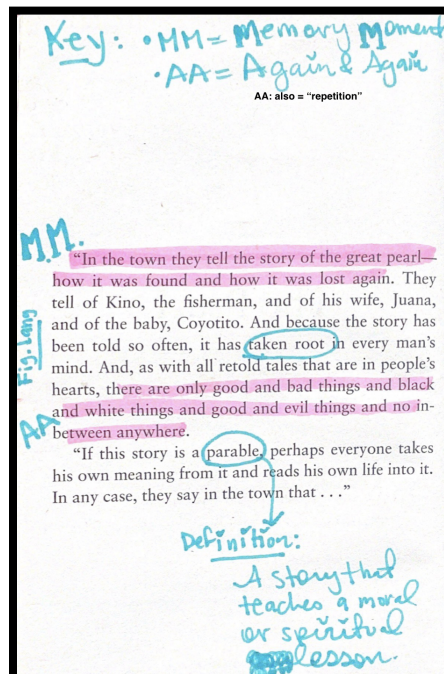 Key: • MM = Memory Moment
• AA = Again & Again
AA: also = “repetition”
M.M.
“In the town they tell the story of the great pearl—
how it was found and how it was lost again. They
tell of Kino, the fisherman, and of his wife, Juana,
and of the baby, Coyotito. And because the story has
been told so often, it has taken root in every man’s
mind. And, as with all retold tales that are in people’s
hearts, there are only good and bad things and black
and white things and good and evil things and no in-
between anywhere.
Fig. Lang
AA
“If this story is a parable, perhaps everyone takes
his own meaning from it and reads his own life into it.
In any case, they say in the town that . . .”
Definition:
A story that
teaches a moral
or spiritual
lesson.